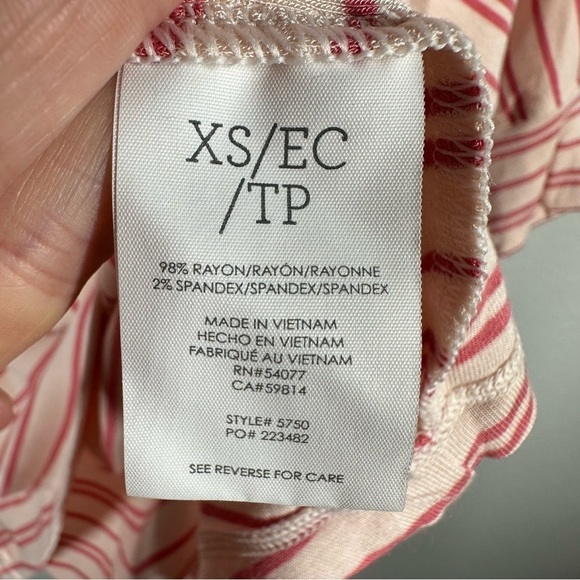 XS/EC
/TP
98% RAYON/RAYÓN/RAYONNE
2% SPANDEX/SPANDEX/SPANDEX
MADE IN VIETNAM
HECHO EN VIETNAM
FABRIQUÉ AU VIETNAM
RN#54077
CA#59814
STYLE# 5750
PO# 223482
SEE REVERSE FOR CARE